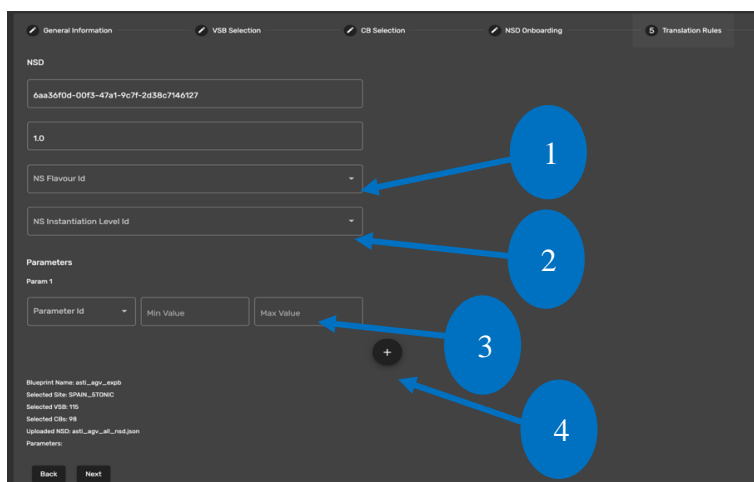 General Information
VSB Selection
CB Selection
NSD Onboarding
5 Translation Rules
NSD
6aa36f0d-00f3-47a1-9c7f-2d38c7146127
1.0
1
NS Flavour Id
NS Instantiation Level Id
2
Parameters
Param 1
Parameter Id
Min Value
Max Value
3
+
Blueprint Name: asti_agv_expb
Selected Site: SPAIN_5TONIC
Selected VSB: 115
Selected CBs: 98
Uploaded NSD: asti_agv_all_nsd.json
Parameters:
4
Back
Next